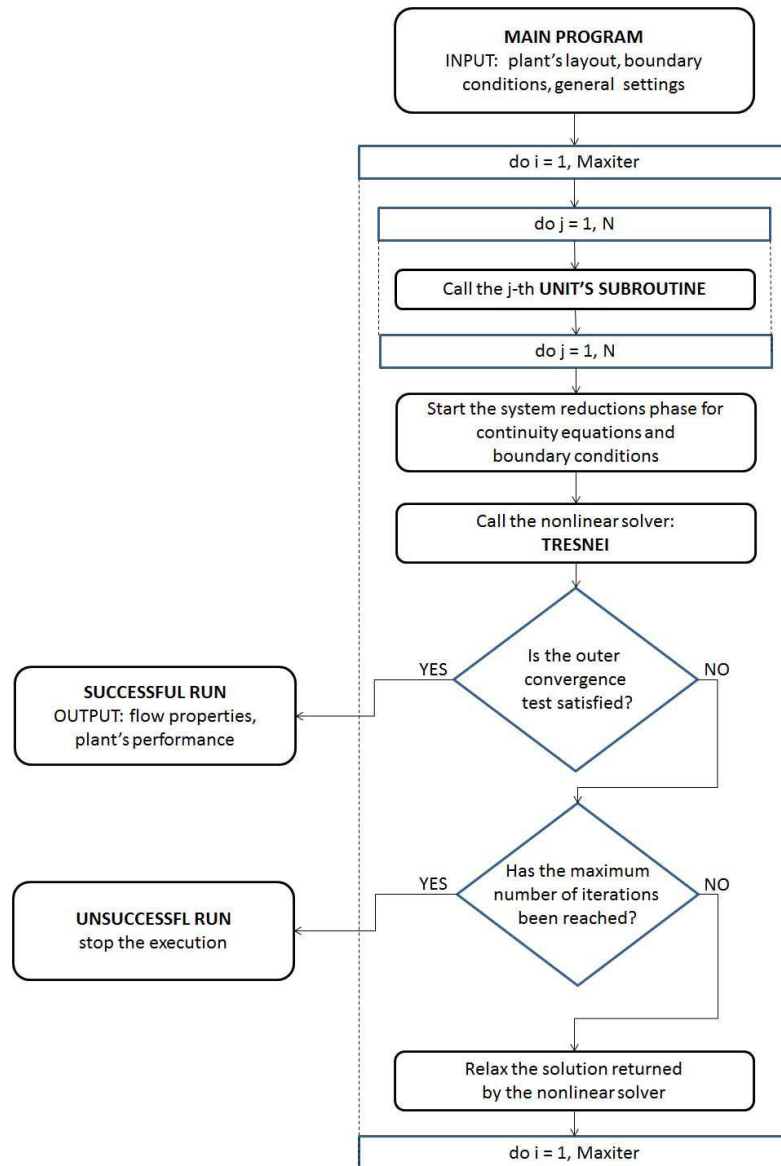 MAIN PROGRAM
INPUT: plant's layout, boundary
conditions, general settings
do i = 1, Maxiter
do j = 1, N
Call the j-th UNIT'S SUBROUTINE
do j = 1, N
Start the system reductions phase for
continuity equations and
boundary conditions
Call the nonlinear solver:
TRESNEI
Is the outer
convergence
test satisfied?
YES
NO
SUCCESSFUL RUN
OUTPUT: flow properties,
plant's performance
Has the maximum
number of iterations
been reached?
YES
NO
UNSUCCESSFL RUN
stop the execution
Relax the solution returned
by the nonlinear solver
do i = 1, Maxiter